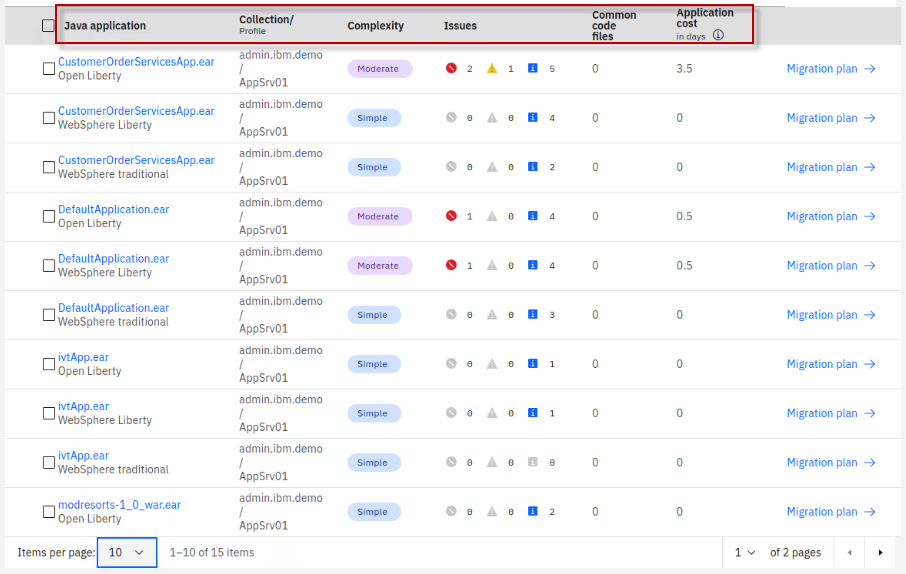 Java application Collection/ Complexity Issues Common Application
Profile code cost
files in days
CustomerOrderServicesApp.ear admin.ibm.demo Moderate 2 1 5 0 3.5 Migration plan →
Open Liberty /
AppSrv01
CustomerOrderServicesApp.ear admin.ibm.demo Simple 0 0 4 0 0 Migration plan →
WebSphere Liberty /
AppSrv01
CustomerOrderServicesApp.ear admin.ibm.demo Simple 0 0 2 0 0 Migration plan →
WebSphere traditional /
AppSrv01
DefaultApplication.ear admin.ibm.demo Moderate 1 0 4 0 0.5 Migration plan →
Open Liberty /
AppSrv01
DefaultApplication.ear admin.ibm.demo Moderate 1 0 4 0 0.5 Migration plan →
WebSphere Liberty /
AppSrv01
DefaultApplication.ear admin.ibm.demo Simple 0 0 3 0 0 Migration plan →
WebSphere traditional /
AppSrv01
ivtApp.ear admin.ibm.demo Simple 0 0 1 0 0 Migration plan →
Open Liberty /
AppSrv01
ivtApp.ear admin.ibm.demo Simple 0 0 1 0 0 Migration plan →
WebSphere Liberty /
AppSrv01
ivtApp.ear admin.ibm.demo Simple 0 0 0 0 0 Migration plan →
WebSphere traditional /
AppSrv01
modresorts-1_0_war.ear admin.ibm.demo Simple 0 0 2 0 0 Migration plan →
Open Liberty /
AppSrv01
Items per page: 10 1–10 of 15 items 1 of 2 pages